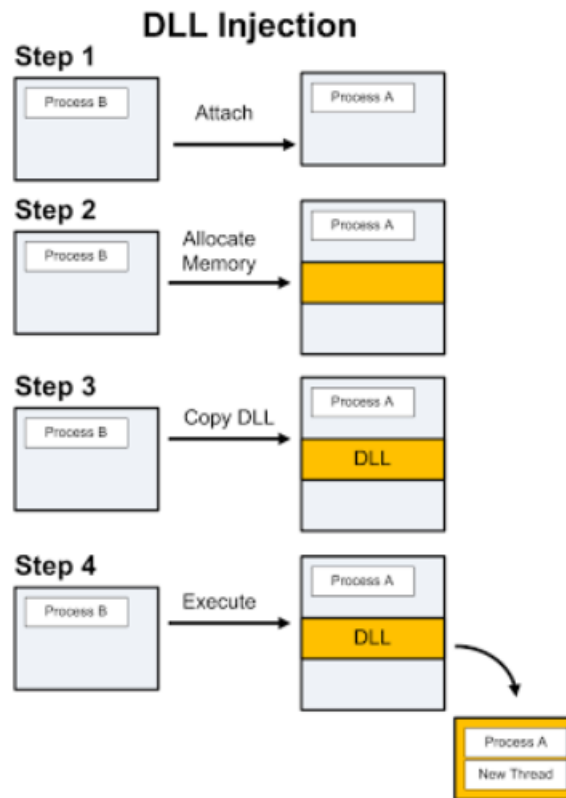 DLL Injection
Step 1
Process B
Attach
Process A
Step 2
Process B
Allocate
Memory
Process A
Step 3
Process B
Copy DLL
Process A
DLL
Step 4
Process B
Execute
Process A
DLL
Process A
New Thread